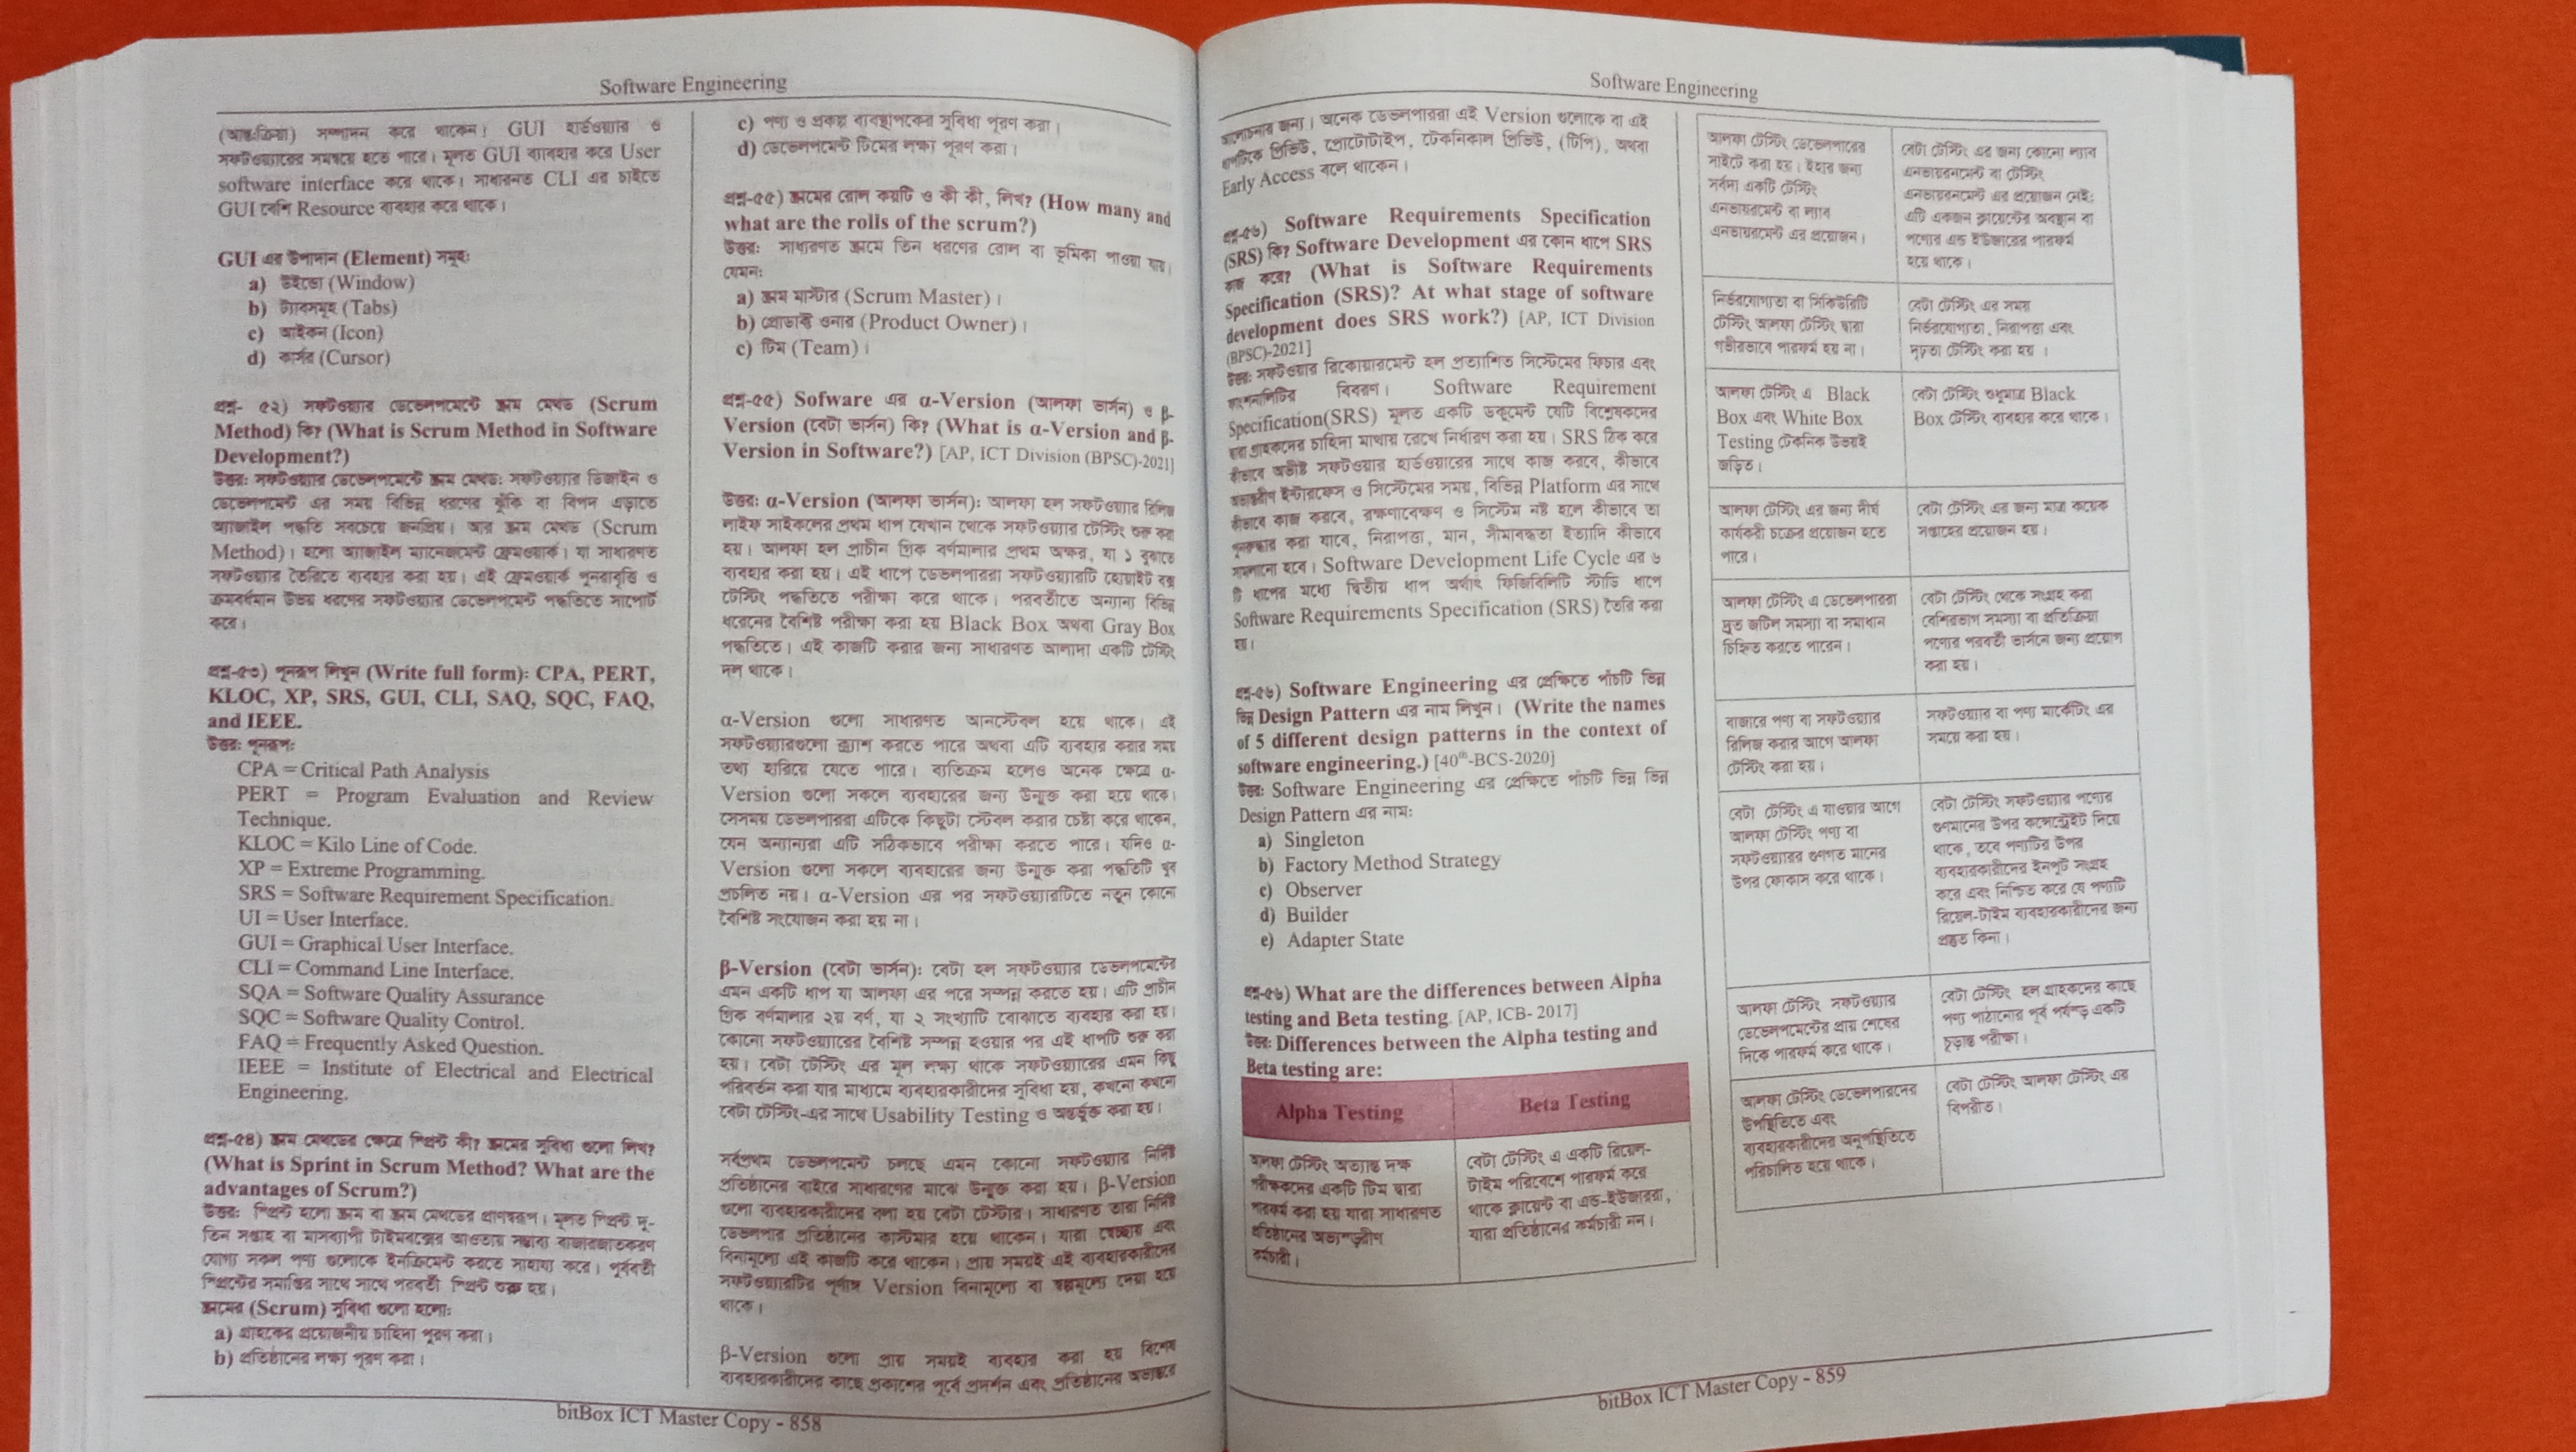 Software Engineering
(আন্তঃক্রিয়া) সম্পাদন করে থাকেন। GUI হার্ডওয়্যার ও
সফটওয়্যারের সমন্বয়ে হতে পারে। মূলত GUI ব্যবহার করে User
software interface করে থাকে। সাধারনত CLI এর চাইতে
GUI বেশি Resource ব্যবহার করে থাকে।
GUI এর উপাদান (Element) সমূহ:
a) উইন্ডো (Window)
b) ট্যাবসমূহ (Tabs)
c) আইকন (Icon)
d) কার্সর (Cursor)
প্রশ্ন- ৫২) সফটওয়্যার ডেভেলপমেন্টে স্ক্রাম মেথড (Scrum
Method) কি? (What is Scrum Method in Software
Development?)
উত্তর: সফটওয়্যার ডেভেলপমেন্টে স্ক্রাম মেথড: সফটওয়্যার ডিজাইন ও
ডেভেলপমেন্ট এর সময় বিভিন্ন ধরণের ঝুঁকি বা বিপদ এড়াতে
অ্যাজাইল পদ্ধতি সবচেয়ে জনপ্রিয়। আর স্ক্রাম মেথড (Scrum
Method)। হলো অ্যাজাইল ম্যানেজমেন্ট ফ্রেমওয়ার্ক। যা সাধারণত
সফটওয়্যার তৈরিতে ব্যবহার করা হয়। এই ফ্রেমওয়ার্ক পুনরাবৃত্তি ও
ক্রমবর্ধমান উভয় ধরণের সফটওয়্যার ডেভেলপমেন্ট পদ্ধতিতে সাপোর্ট
করে।
প্রশ্ন-৫৩) পূনরূপ লিখুন (Write full form): CPA, PERT,
KLOC, XP, SRS, GUI, CLI, SAQ, SQC, FAQ,
and IEEE.
উত্তর: পূনরূপ:
CPA = Critical Path Analysis
PERT = Program Evaluation and Review
Technique.
KLOC = Kilo Line of Code.
XP = Extreme Programming.
SRS = Software Requirement Specification.
UI = User Interface.
GUI = Graphical User Interface.
CLI = Command Line Interface.
SQA = Software Quality Assurance
SQC = Software Quality Control.
FAQ = Frequently Asked Question.
IEEE = Institute of Electrical and Electrical
Engineering.
প্রশ্ন-৫৪) স্ক্রাম মেথডের ক্ষেত্রে স্প্রিন্ট কী? স্ক্রামের সুবিধা গুলো লিখ?
(What is Sprint in Scrum Method? What are the
advantages of Scrum?)
উত্তর: স্প্রিন্ট হলো স্ক্রাম বা স্ক্রাম মেথডের প্রাণস্বরূপ। মূলত স্প্রিন্ট দু-
তিন সপ্তাহ বা মাসব্যাপী টাইমবক্সের আওতায় সম্ভাব্য বাজারজাতকরণ
যোগ্য সকল পণ্য গুলোকে ইনক্রিমেন্ট করতে সাহায্য করে। পূর্ববর্তী
স্প্রিন্টের সমাপ্তির সাথে সাথে পরবর্তী স্প্রিন্ট শুরু হয়।
স্ক্রামের (Scrum) সুবিধা গুলো হলো:
a) গ্রাহকের প্রয়োজনীয় চাহিদা পুরণ করা।
b) প্রতিষ্ঠানের লক্ষ্য পূরণ করা।
c) পণ্য ও প্রকল্প ব্যবস্থাপকের সুবিধা পূরণ করা।
d) ডেভেলপমেন্ট টিমের লক্ষ্য পূরণ করা।
প্রশ্ন-৫৫) স্ক্রামের রোল কয়টি ও কী কী, লিখ? (How many and
what are the rolls of the scrum?)
উত্তর: সাধারণত স্ক্রামে তিন ধরণের রোল বা ভূমিকা পাওয়া যায়।
যেমন:
a) স্ক্রাম মাস্টার (Scrum Master)।
b) প্রোডাক্ট ওনার (Product Owner)।
c) টিম (Team)।
প্রশ্ন-৫৫) Sofware এর α-Version (আলফা ভার্সন) ও β-
Version (বেটা ভার্সন) কি? (What is α-Version and β-
Version in Software?) [AP, ICT Division (BPSC)-2021]
উত্তর: α-Version (আলফা ভার্সন): আলফা হল সফটওয়্যার রিলিজ
লাইফ সাইকলের প্রথম ধাপ যেখান থেকে সফটওয়্যার টেস্টিং শুরু করা
হয়। আলফা হল প্রাচীন গ্রিক বর্ণমালার প্রথম অক্ষর, যা ১ বুঝাতে
ব্যবহার করা হয়। এই ধাপে ডেভেলপাররা সফটওয়্যারটি হোয়াইট বক্স
টেস্টিং পদ্ধতিতে পরীক্ষা করে থাকে। পরবর্তীতে অন্যান্য বিভিন্ন
ধরেনের বৈশিষ্ট পরীক্ষা করা হয় Black Box অথবা Gray Box
পদ্ধতিতে। এই কাজটি করার জন্য সাধারণত আলাদা একটি টেস্টিং
দল থাকে।
α-Version গুলো সাধারণত আনস্টেবল হয়ে থাকে। এই
সফটওয়্যারগুলো ক্র্যাশ করতে পারে অথবা এটি ব্যবহার করার সময়
তথ্য হারিয়ে যেতে পারে। ব্যতিক্রম হলেও অনেক ক্ষেত্রে α-
Version গুলো সকলে ব্যবহারের জন্য উন্মুক্ত করা হয়ে থাকে।
সেসময় ডেভলপাররা এটিকে কিছুটা স্টেবল করার চেষ্টা করে থাকেন,
যেন অন্যান্যরা এটি সঠিকভাবে পরীক্ষা করতে পারে। যদিও α-
Version গুলো সকলে ব্যবহারের জন্য উন্মুক্ত করা পদ্ধতিটি খুব
প্রচলিত নয়। α-Version এর পর সফটওয়্যারটিতে নতুন কোনো
বৈশিষ্ট সংযোজন করা হয় না।
β-Version (বেটা ভার্সন): বেটা হল সফটওয়্যার ডেভলপমেন্টের
এমন একটি ধাপ যা আলফা এর পরে সম্পন্ন করতে হয়। এটি প্রাচীন
গ্রিক বর্ণমালার ২য় বর্ণ, যা ২ সংখ্যাটি বোঝাতে ব্যবহার করা হয়।
কোনো সফটওয়্যারের বৈশিষ্ট সম্পন্ন হওয়ার পর এই ধাপটি শুরু করা
হয়। বেটা টেস্টিং এর মূল লক্ষ্য থাকে সফটওয়্যারের এমন কিছু
পরিবর্তন করা যার মাধ্যমে ব্যবহারকারীদের সুবিধা হয়, কখনো কখনো
বেটা টেস্টিং-এর সাথে Usability Testing ও অন্তর্ভুক্ত করা হয়।
সর্বপ্রথম ডেভলপমেন্ট চলছে এমন কোনো সফটওয়্যার নির্দিষ্ট
প্রতিষ্ঠানের বাইরে সাধারণের মাঝে উন্মুক্ত করা হয়। β-Version
গুলো ব্যবহারকারীদের বলা হয় বেটা টেস্টার। সাধারণত তারা নির্দিষ্ট
ডেভলপার প্রতিষ্ঠানের কাস্টমার হয়ে থাকেন। যারা স্বেচ্ছায় এবং
বিনামূল্যে এই কাজটি করে থাকেন। প্রায় সময়ই এই ব্যবহারকারীদের
সফটওয়্যারটির পূর্ণাঙ্গ Version বিনামূল্যে বা স্বল্পমূল্যে দেয়া হয়ে
থাকে।
β-Version গুলো প্রায় সময়ই ব্যবহার করা হয় বিশেষ
ব্যবহারকারীদের কাছে প্রকাশের পূর্বে প্রদর্শন এবং প্রতিষ্ঠানের অভ্যন্তরে
bitBox ICT Master Copy - 858
Software Engineering
আলোচনার জন্য। অনেক ডেভলপাররা এই Version গুলোকে বা এই
ধাপটিকে প্রিভিউ, প্রোটোটাইপ, টেকনিকাল প্রিভিউ, (টিপি), অথবা
Early Access বলে থাকেন।
প্রশ্ন-৫৬) Software Requirements Specification
(SRS) কি? Software Development এর কোন ধাপে SRS
কাজ করে? (What is Software Requirements
Specification (SRS)? At what stage of software
development does SRS work?) [AP, ICT Division
(BPSC)-2021]
উত্তর: সফটওয়ার রিকোয়ারমেন্ট হল প্রত্যাশিত সিস্টেমের ফিচার এবং
ফাংশনালিটির বিবরণ। Software Requirement
Specification(SRS) মূলত একটি ডকুমেন্ট যেটি বিশ্লেষকদের
দ্বারা গ্রাহকদের চাহিদা মাথায় রেখে নির্ধারণ করা হয়। SRS ঠিক করে
কীভাবে অভীষ্ট সফটওয়ার হার্ডওয়ারের সাথে কাজ করবে, কীভাবে
অভ্যন্তরীণ ইন্টারফেস ও সিস্টেমের সময়, বিভিন্ন Platform এর সাথে
কীভাবে কাজ করবে, রক্ষণাবেক্ষণ ও সিস্টেম নষ্ট হলে কীভাবে তা
পুনরুদ্ধার করা যাবে, নিরাপত্তা, মান, সীমাবদ্ধতা ইত্যাদি কীভাবে
সামলানো হবে। Software Development Life Cycle এর ৬
টি ধাপের মধ্যে দ্বিতীয় ধাপ অর্থাৎ ফিজিবিলিটি স্টাডি ধাপে
Software Requirements Specification (SRS) তৈরি করা
হয়।
প্রশ্ন-৫৬) Software Engineering এর প্রেক্ষিতে পাঁচটি ভিন্ন
ভিন্ন Design Pattern এর নাম লিখুন। (Write the names
of 5 different design patterns in the context of
software engineering.) [40th-BCS-2020]
উত্তর: Software Engineering এর প্রেক্ষিতে পাঁচটি ভিন্ন ভিন্ন
Design Pattern এর নাম:
a) Singleton
b) Factory Method Strategy
c) Observer
d) Builder
e) Adapter State
প্রশ্ন-৫৬) What are the differences between Alpha
testing and Beta testing. [AP, ICB- 2017]
উত্তর: Differences between the Alpha testing and
Beta testing are:
Alpha Testing
Beta Testing
আলফা টেস্টিং অত্যান্ত দক্ষ
পরীক্ষকদের একটি টিম দ্বারা
পারফর্ম করা হয় যারা সাধারণত
প্রতিষ্ঠানের অভ্যন্তরীণ
কর্মচারী।
বেটা টেস্টিং এ একটি রিয়েল-
টাইম পরিবেশে পারফর্ম করে
থাকে ক্লায়েন্ট বা এন্ড-ইউজাররা,
যারা প্রতিষ্ঠানের কর্মচারী নন।
আলফা টেস্টিং ডেভেলপারের
সাইটে করা হয়। ইহার জন্য
সর্বদা একটি টেস্টিং
এনভায়রমেন্ট বা ল্যাব
এনভায়রমেন্ট এর প্রয়োজন।
বেটা টেস্টিং এর জন্য কোনো ল্যাব
এনভায়রনমেন্ট বা টেস্টিং
এনভায়রনমেন্ট এর প্রয়োজন নেই;
এটি একজন ক্লায়েন্টের অবস্থান বা
পণ্যের এন্ড ইউজারের পারফর্ম
হয়ে থাকে।
নির্ভরযোগ্যতা বা সিকিউরিটি
টেস্টিং আলফা টেস্টিং দ্বারা
গভীরভাবে পারফর্ম হয় না।
বেটা টেস্টিং এর সময়
নির্ভরযোগ্যতা, নিরাপত্তা এবং
দৃঢ়তা টেস্টিং করা হয় ।
আলফা টেস্টিং এ Black
Box এবং White Box
Testing টেকনিক উভয়ই
জড়িত।
বেটা টেস্টিং শুধুমাত্র Black
Box টেস্টিং ব্যবহার করে থাকে।
আলফা টেস্টিং এর জন্য দীর্ঘ
কার্যকরী চক্রের প্রয়োজন হতে
পারে।
বেটা টেস্টিং এর জন্য মাত্র কয়েক
সপ্তাহের প্রয়োজন হয়।
আলফা টেস্টিং এ ডেভেলপাররা
দ্রুত জটিল সমস্যা বা সমাধান
চিহ্নিত করতে পারেন।
বেটা টেস্টিং থেকে সংগ্রহ করা
বেশিরভাগ সমস্যা বা প্রতিক্রিয়া
পণ্যের পরবর্তী ভার্সনে জন্য প্রয়োগ
করা হয়।
বাজারে পণ্য বা সফটওয়্যার
রিলিজ করার আগে আলফা
টেস্টিং করা হয়।
সফটওয়্যার বা পণ্য মার্কেটিং এর
সময়ে করা হয়।
বেটা টেস্টিং এ যাওয়ার আগে
আলফা টেস্টিং পণ্য বা
সফটওয়্যারর গুণগত মানের
উপর ফোকাস করে থাকে।
বেটা টেস্টিং সফটওয়্যার পণ্যের
গুণমানের উপর কন্সেন্ট্রেইট দিয়ে
থাকে, তবে পণ্যটির উপর
ব্যবহারকারীদের ইনপুট সংগ্রহ
করে এবং নিশ্চিত করে যে পণ্যটি
রিয়েল-টাইম ব্যবহারকারীদের জন্য
প্রস্তুত কিনা।
আলফা টেস্টিং সফটওয়্যার
ডেভেলপমেন্টের প্রায় শেষের
দিকে পারফর্ম করে থাকে।
বেটা টেস্টিং হল গ্রাহকদের কাছে
পণ্য পাঠানোর পূর্ব পর্যন্ত একটি
চূড়ান্ত পরীক্ষা।
আলফা টেস্টিং ডেভেলপারদের
উপস্থিতিতে এবং
ব্যবহারকারীদের অনুপস্থিতিতে
পরিচালিত হয়ে থাকে।
বেটা টেস্টিং আলফা টেস্টিং এর
বিপরীত।
bitBox ICT Master Copy - 859